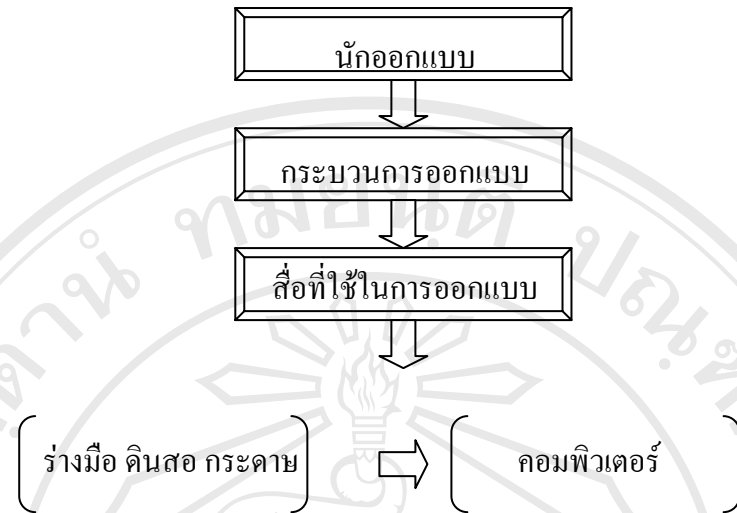 นักออกแบบ
กระบวนการออกแบบ
สื่อที่ใช้ในการออกแบบ
ร่างมือ ดินสอ กระดาษ
คอมพิวเตอร์